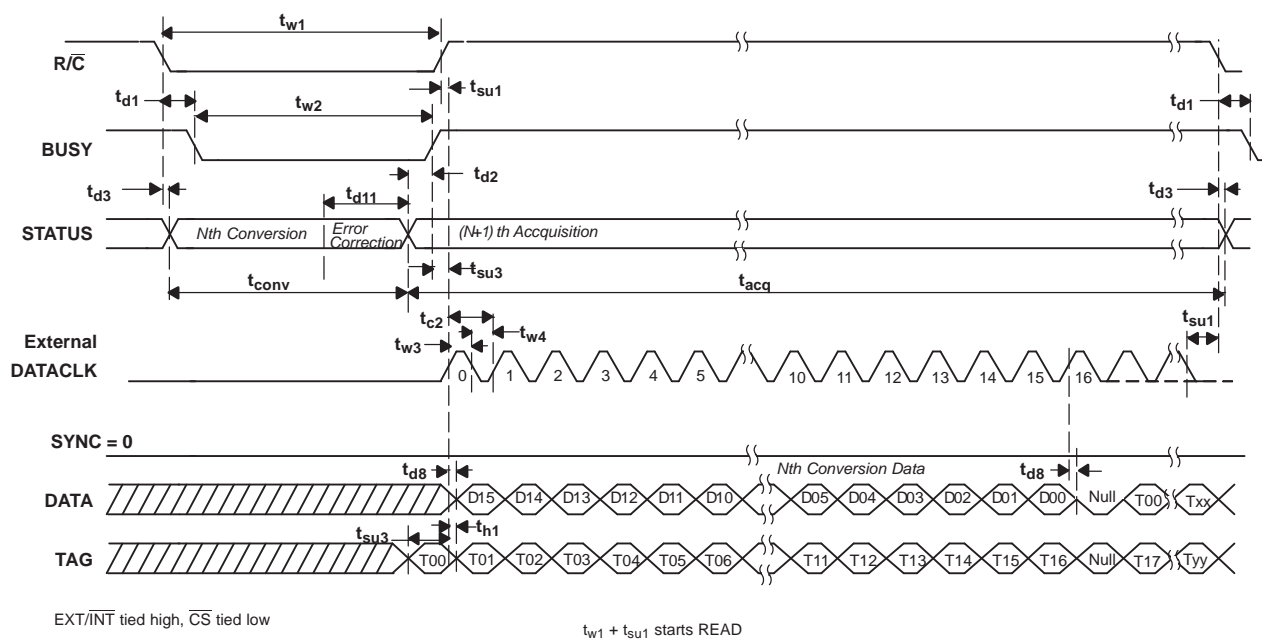 tw1
R/C
tsu1
td1
tw2
td1
BUSY
td2
td3
td11
td3
STATUS
Nth Conversion
Error
Correction
(N+1) th Accquisition
tsu3
tconv
tacq
tc2
tw4
tsu1
External
DATACLK
tw3
0 1 2 3 4 5 10 11 12 13 14 15 16
SYNC = 0
td8
Nth Conversion Data
td8
DATA
D15 D14 D13 D12 D11 D10 D05 D04 D03 D02 D01 D00 Null T00 Txx
tsu3
th1
TAG
T00 T01 T02 T03 T04 T05 T06 T11 T12 T13 T14 T15 T16 Null T17 Tyy
EXT/INT tied high, CS tied low
tw1 + tsu1 starts READ